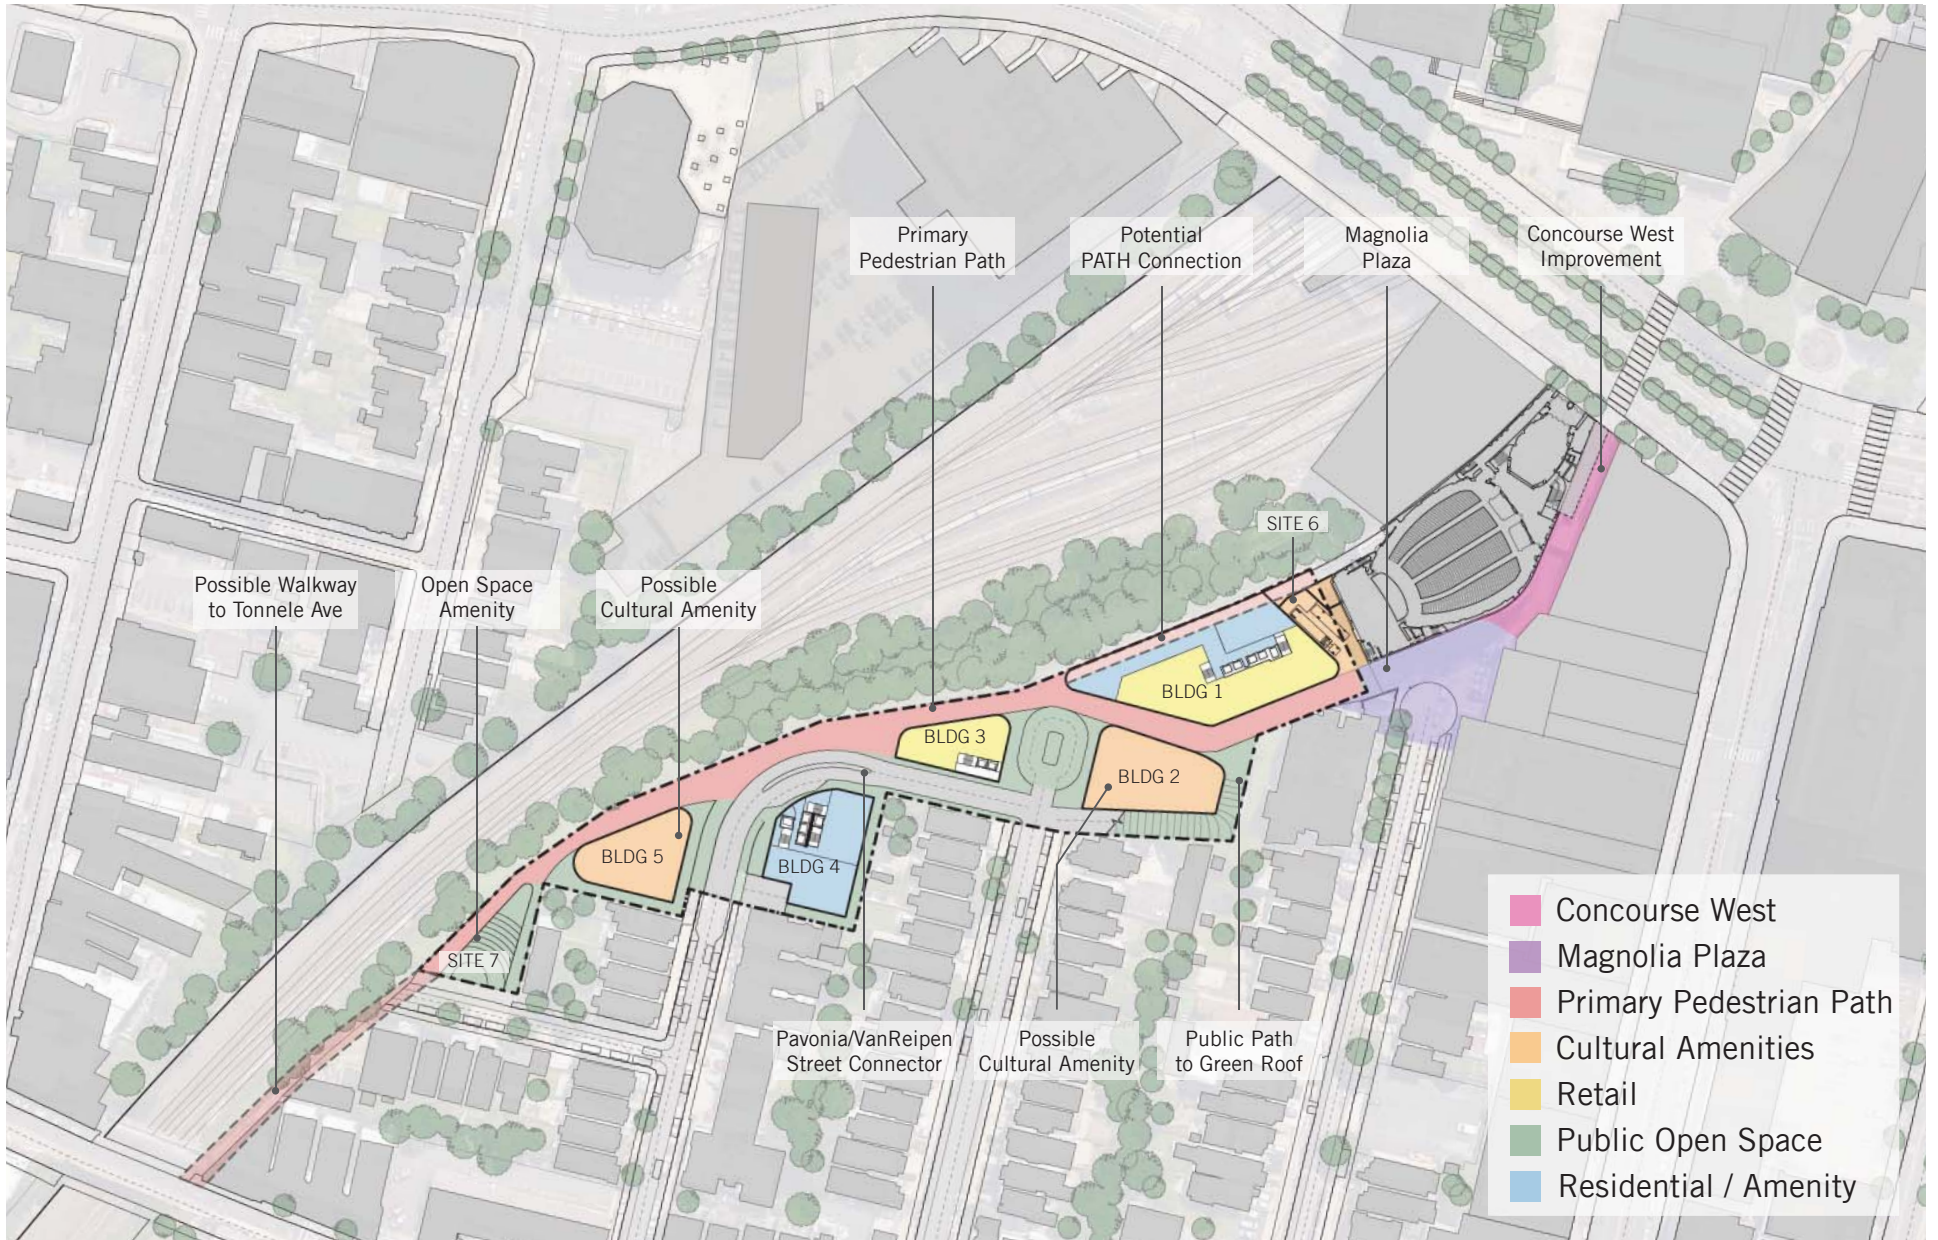 Primary
Pedestrian Path
Potential
PATH Connection
Magnolia
Plaza
Concourse West
Improvement
SITE 6
Possible Walkway
to Tonnele Ave
Open Space
Amenity
Possible
Cultural Amenity
BLDG 1
BLDG 3
BLDG 2
BLDG 5
BLDG 4
SITE 7
Pavonia/VanReipen
Street Connector
Possible
Cultural Amenity
Public Path
to Green Roof
Concourse West
Magnolia Plaza
Primary Pedestrian Path
Cultural Amenities
Retail
Public Open Space
Residential / Amenity